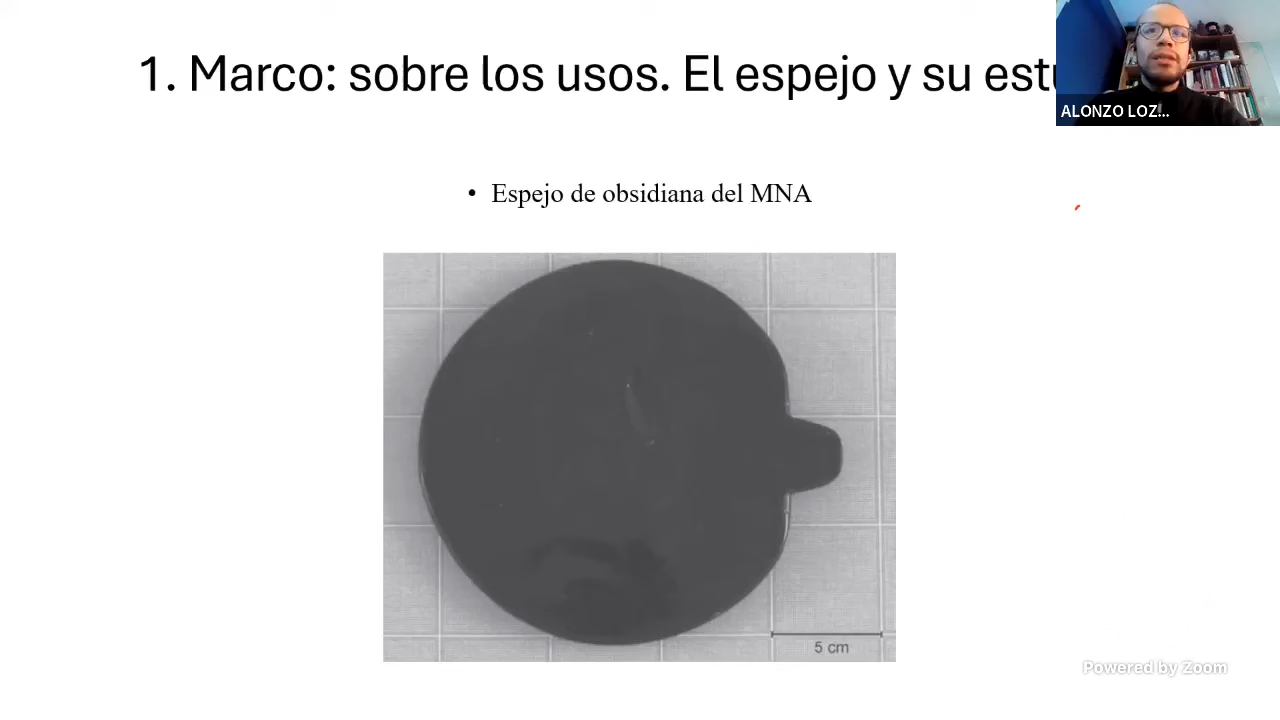 1. Marco: sobre los usos. El espejo y su
ALONZO LOZ...
• Espejo de obsidiana del MNA
5 cm
Powered by Zoom